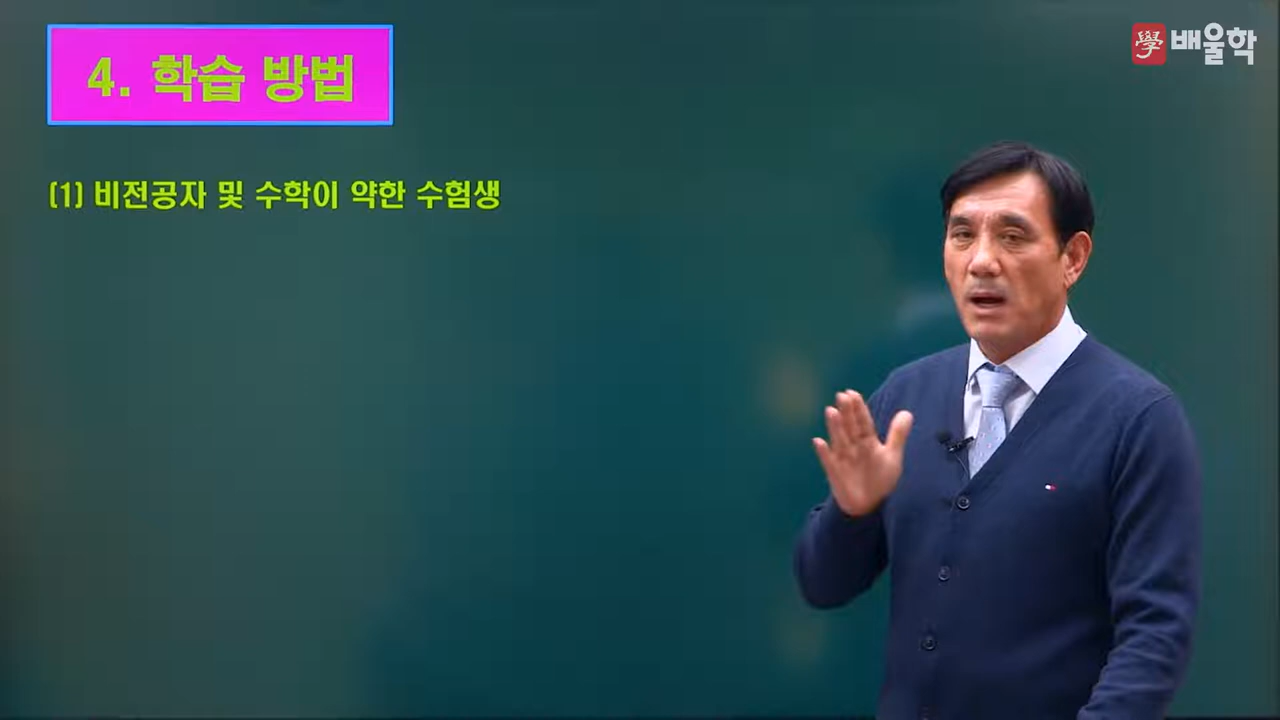 4. 학습 방법
學 배울학
(1) 비전공자 및 수학이 약한 수험생